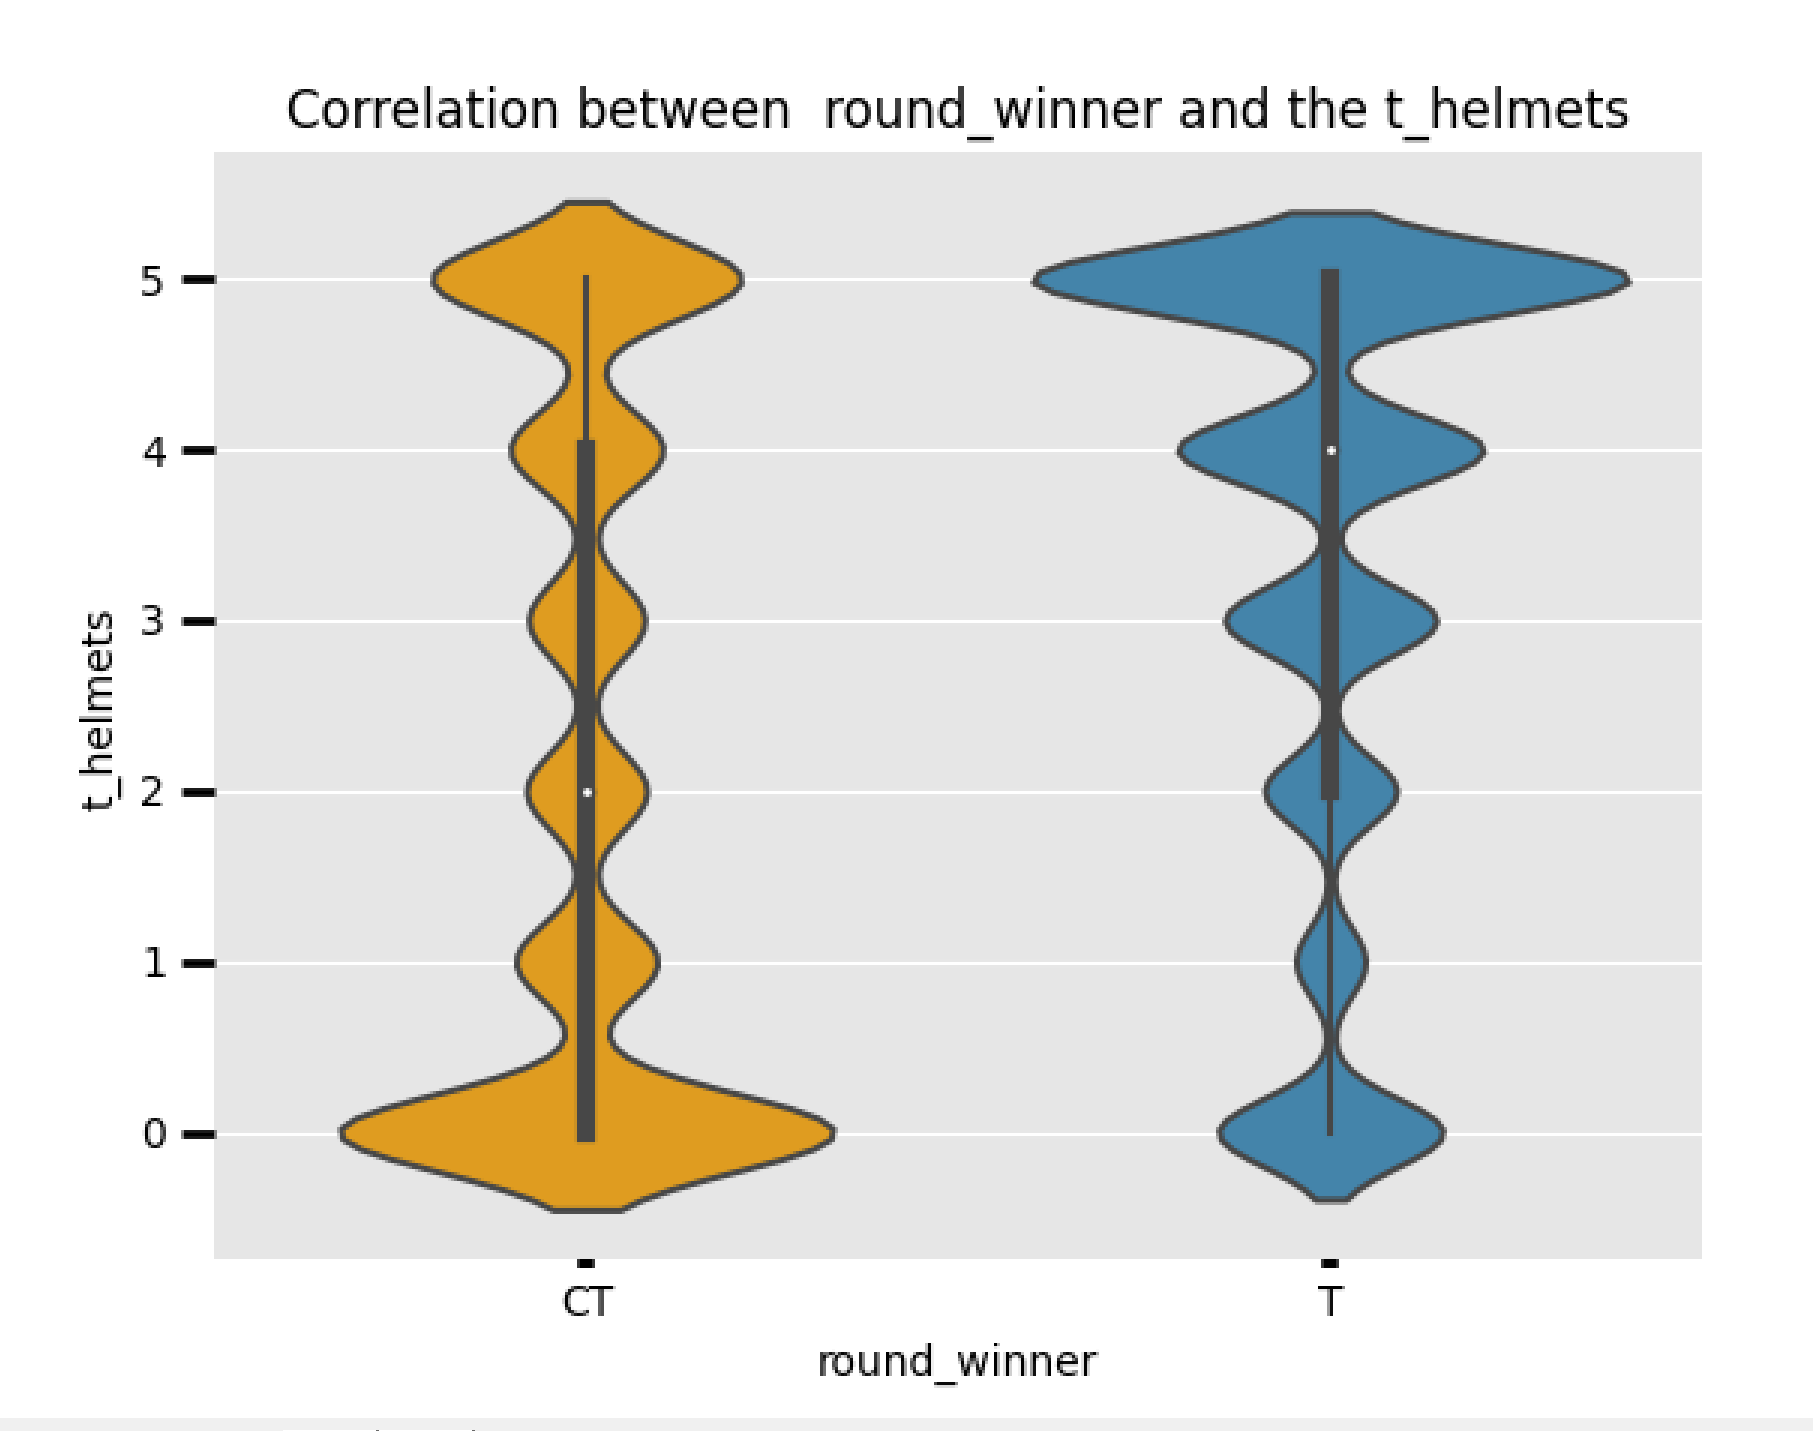 Correlation between  round_winner and the t_helmets
t_helmets
5
4
3
2
1
0
CT
T
round_winner